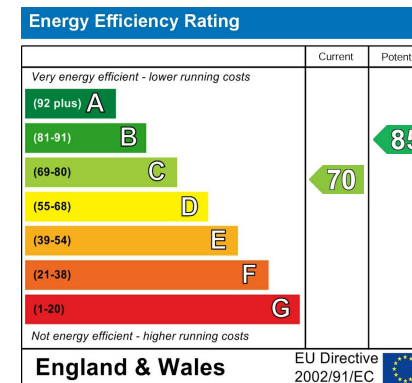 Energy Efficiency Rating
Current Potent
Very energy efficient - lower running costs
(92 plus) A
(81-91) B
85
(69-80) C
70
(55-68) D
(39-54) E
(21-38) F
(1-20) G
Not energy efficient - higher running costs
England & Wales
EU Directive
2002/91/EC